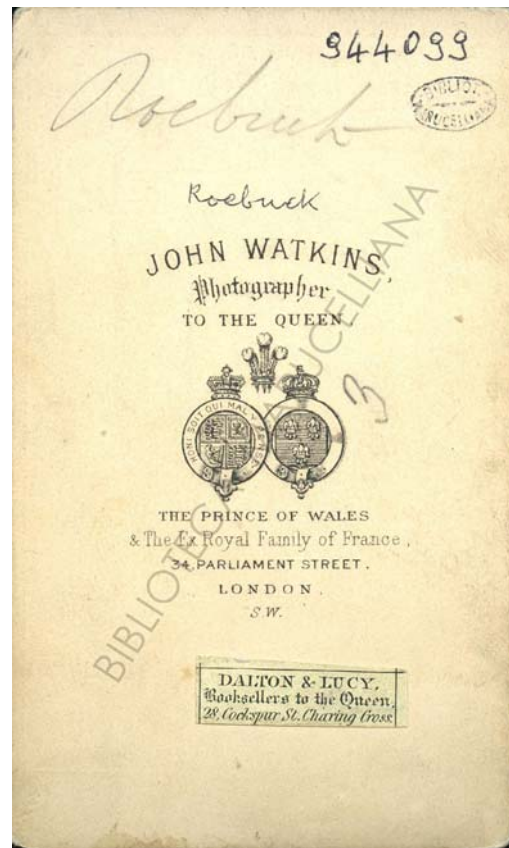 944099
BIBLIOT.
MARUCELLIANA
Roebuck
Roebuck
JOHN WATKINS,
Photographer
TO THE QUEEN,
HONI SOIT QUI MAL Y PENSE
3
THE PRINCE OF WALES
& The Ex Royal Family of France,
34, PARLIAMENT STREET.
LONDON.
S.W.
DALTON & LUCY,
Booksellers to the Queen,
28, Cockspur St. Charing Cross.
BIBLIOTECA MARUCELLIANA